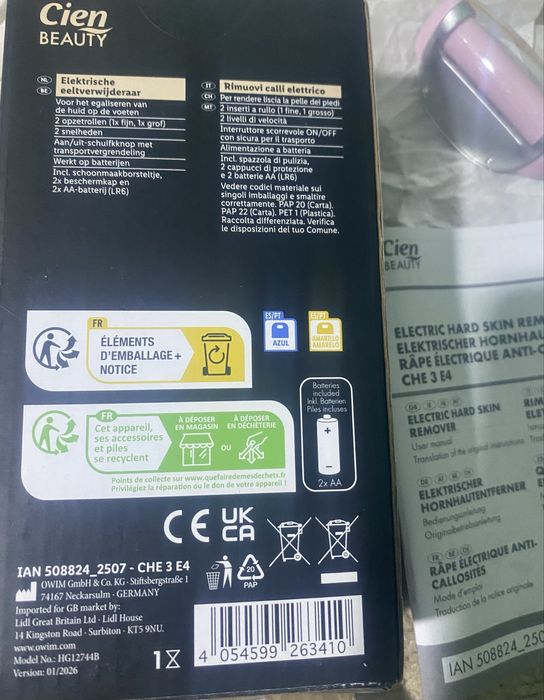 Cien
BEAUTY
NL
BE
Elektrische
eeltverwijderaar
Voor het egaliseren van
de huid op de voeten
2 opzetrollen (1x fijn, 1x grof)
2 snelheden
Aan/uit-schuifknop met
transportvergrendeling
Werkt op batterijen
Incl. schoonmaakborsteltje,
2x beschermkap en
2x AA-batterij (LR6)
IT
CH
MT
Rimuovi calli elettrico
Per rendere liscia la pelle del piedi
2 inserti a rullo (1 fine, 1 grosso)
2 livelli di velocità
Interruttore scorrevole ON/OFF
con sicura per il trasporto
Alimentazione a batteria
Incl. spazzola di pulizia,
2 cappucci di protezione
e 2 batterie AA (LR6)
Vedere codici materiale sui
singoli imballaggi e smaltire
correttamente. PAP 20 (Carta).
PAP 22 (Carta). PET 1 (Plastica).
Raccolta differenziata. Verifica
le disposizioni del tuo Comune.
FR
ÉLÉMENTS
D'EMBALLAGE +
NOTICE
ES/PT
AZUL
ES/PT
AMARILLO
AMARELO
FR
Cet appareil,
ses accessoires
et piles
se recyclent
À DÉPOSER
EN MAGASIN
OU
À DÉPOSER
EN DÉCHÈTERIE
Points de collecte sur www.quefairedemesdechets.fr
Privilégiez la réparation ou le don de votre appareil !
Batteries
included
Inkl. Batterien
Piles incluses
2x AA
CE
UK
CA
IAN 508824_2507 - CHE 3 E4
OWIM GmbH & Co. KG · Stiftsbergstraße 1
74167 Neckarsulm · GERMANY
Imported for GB market by:
Lidl Great Britain Ltd · Lidl House
14 Kingston Road · Surbiton · KT5 9NU.
www.owim.com
Model No.: HG12744B
Version: 01/2026
20
PAP
1
4 054599 263410
Cien
BEAUTY
ELECTRIC HARD SKIN REM
ELEKTRISCHER HORNHAU
RÂPE ÉLECTRIQUE ANTI-C
CHE 3 E4
ELECTRIC HARD SKIN
REMOVER
User manual
Translation of the original instructions
ELEKTRISCHER
HORNHAUTENTFERNER
Bedienungsanleitung
Originalbetriebsanleitung
RÂPE ÉLECTRIQUE ANTI-
CALLOSITÉS
Mode d'emploi
Traduction de la notice originale
IAN 508824_250